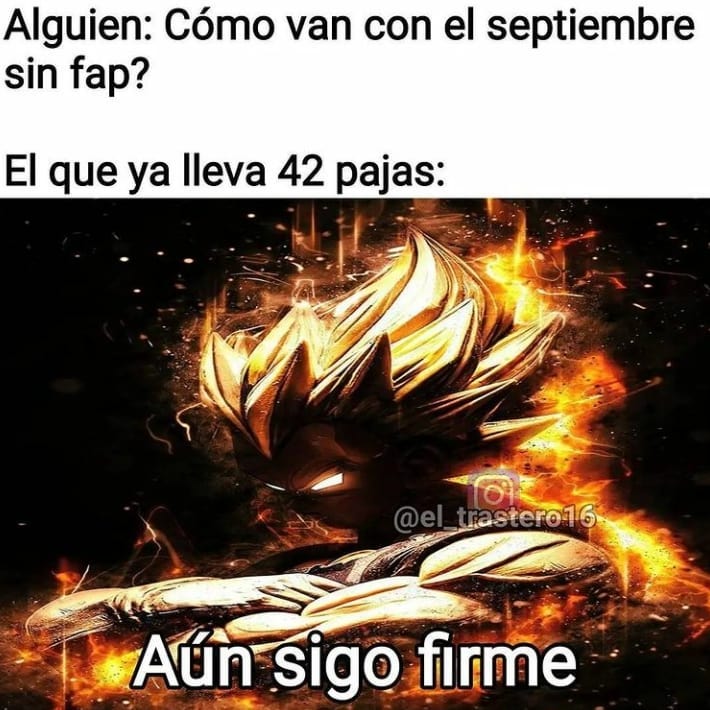 Alguien: Cómo van con el septiembre
sin fap?
El que ya lleva 42 pajas:
@el_trastero16
Aún sigo firme